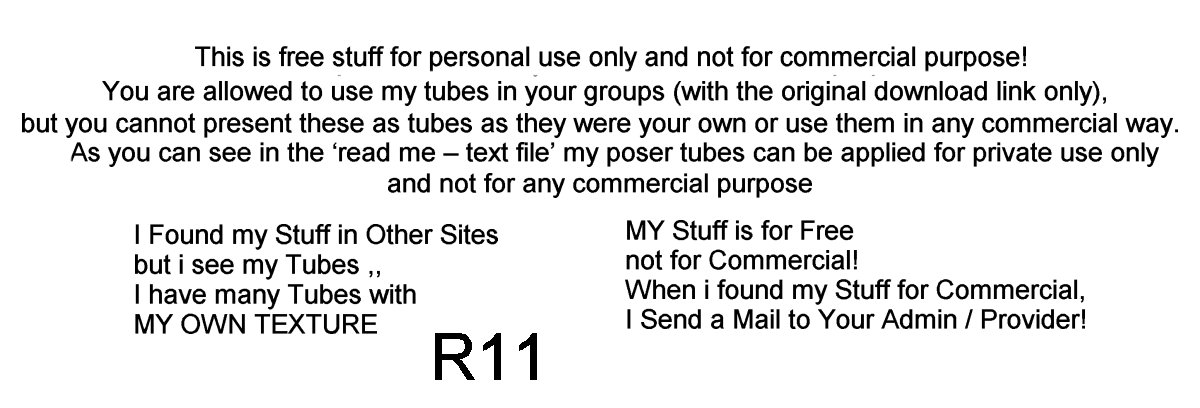 This is free stuff for personal use only and not for commercial purpose!
You are allowed to use my tubes in your groups (with the original download link only),
but you cannot present these as tubes as they were your own or use them in any commercial way.
As you can see in the ‘read me – text file’ my poser tubes can be applied for private use only
and not for any commercial purpose
I Found my Stuff in Other Sites
but i see my Tubes ,,
I have many Tubes with
MY OWN TEXTURE
MY Stuff is for Free
not for Commercial!
When i found my Stuff for Commercial,
I Send a Mail to Your Admin / Provider!
R11